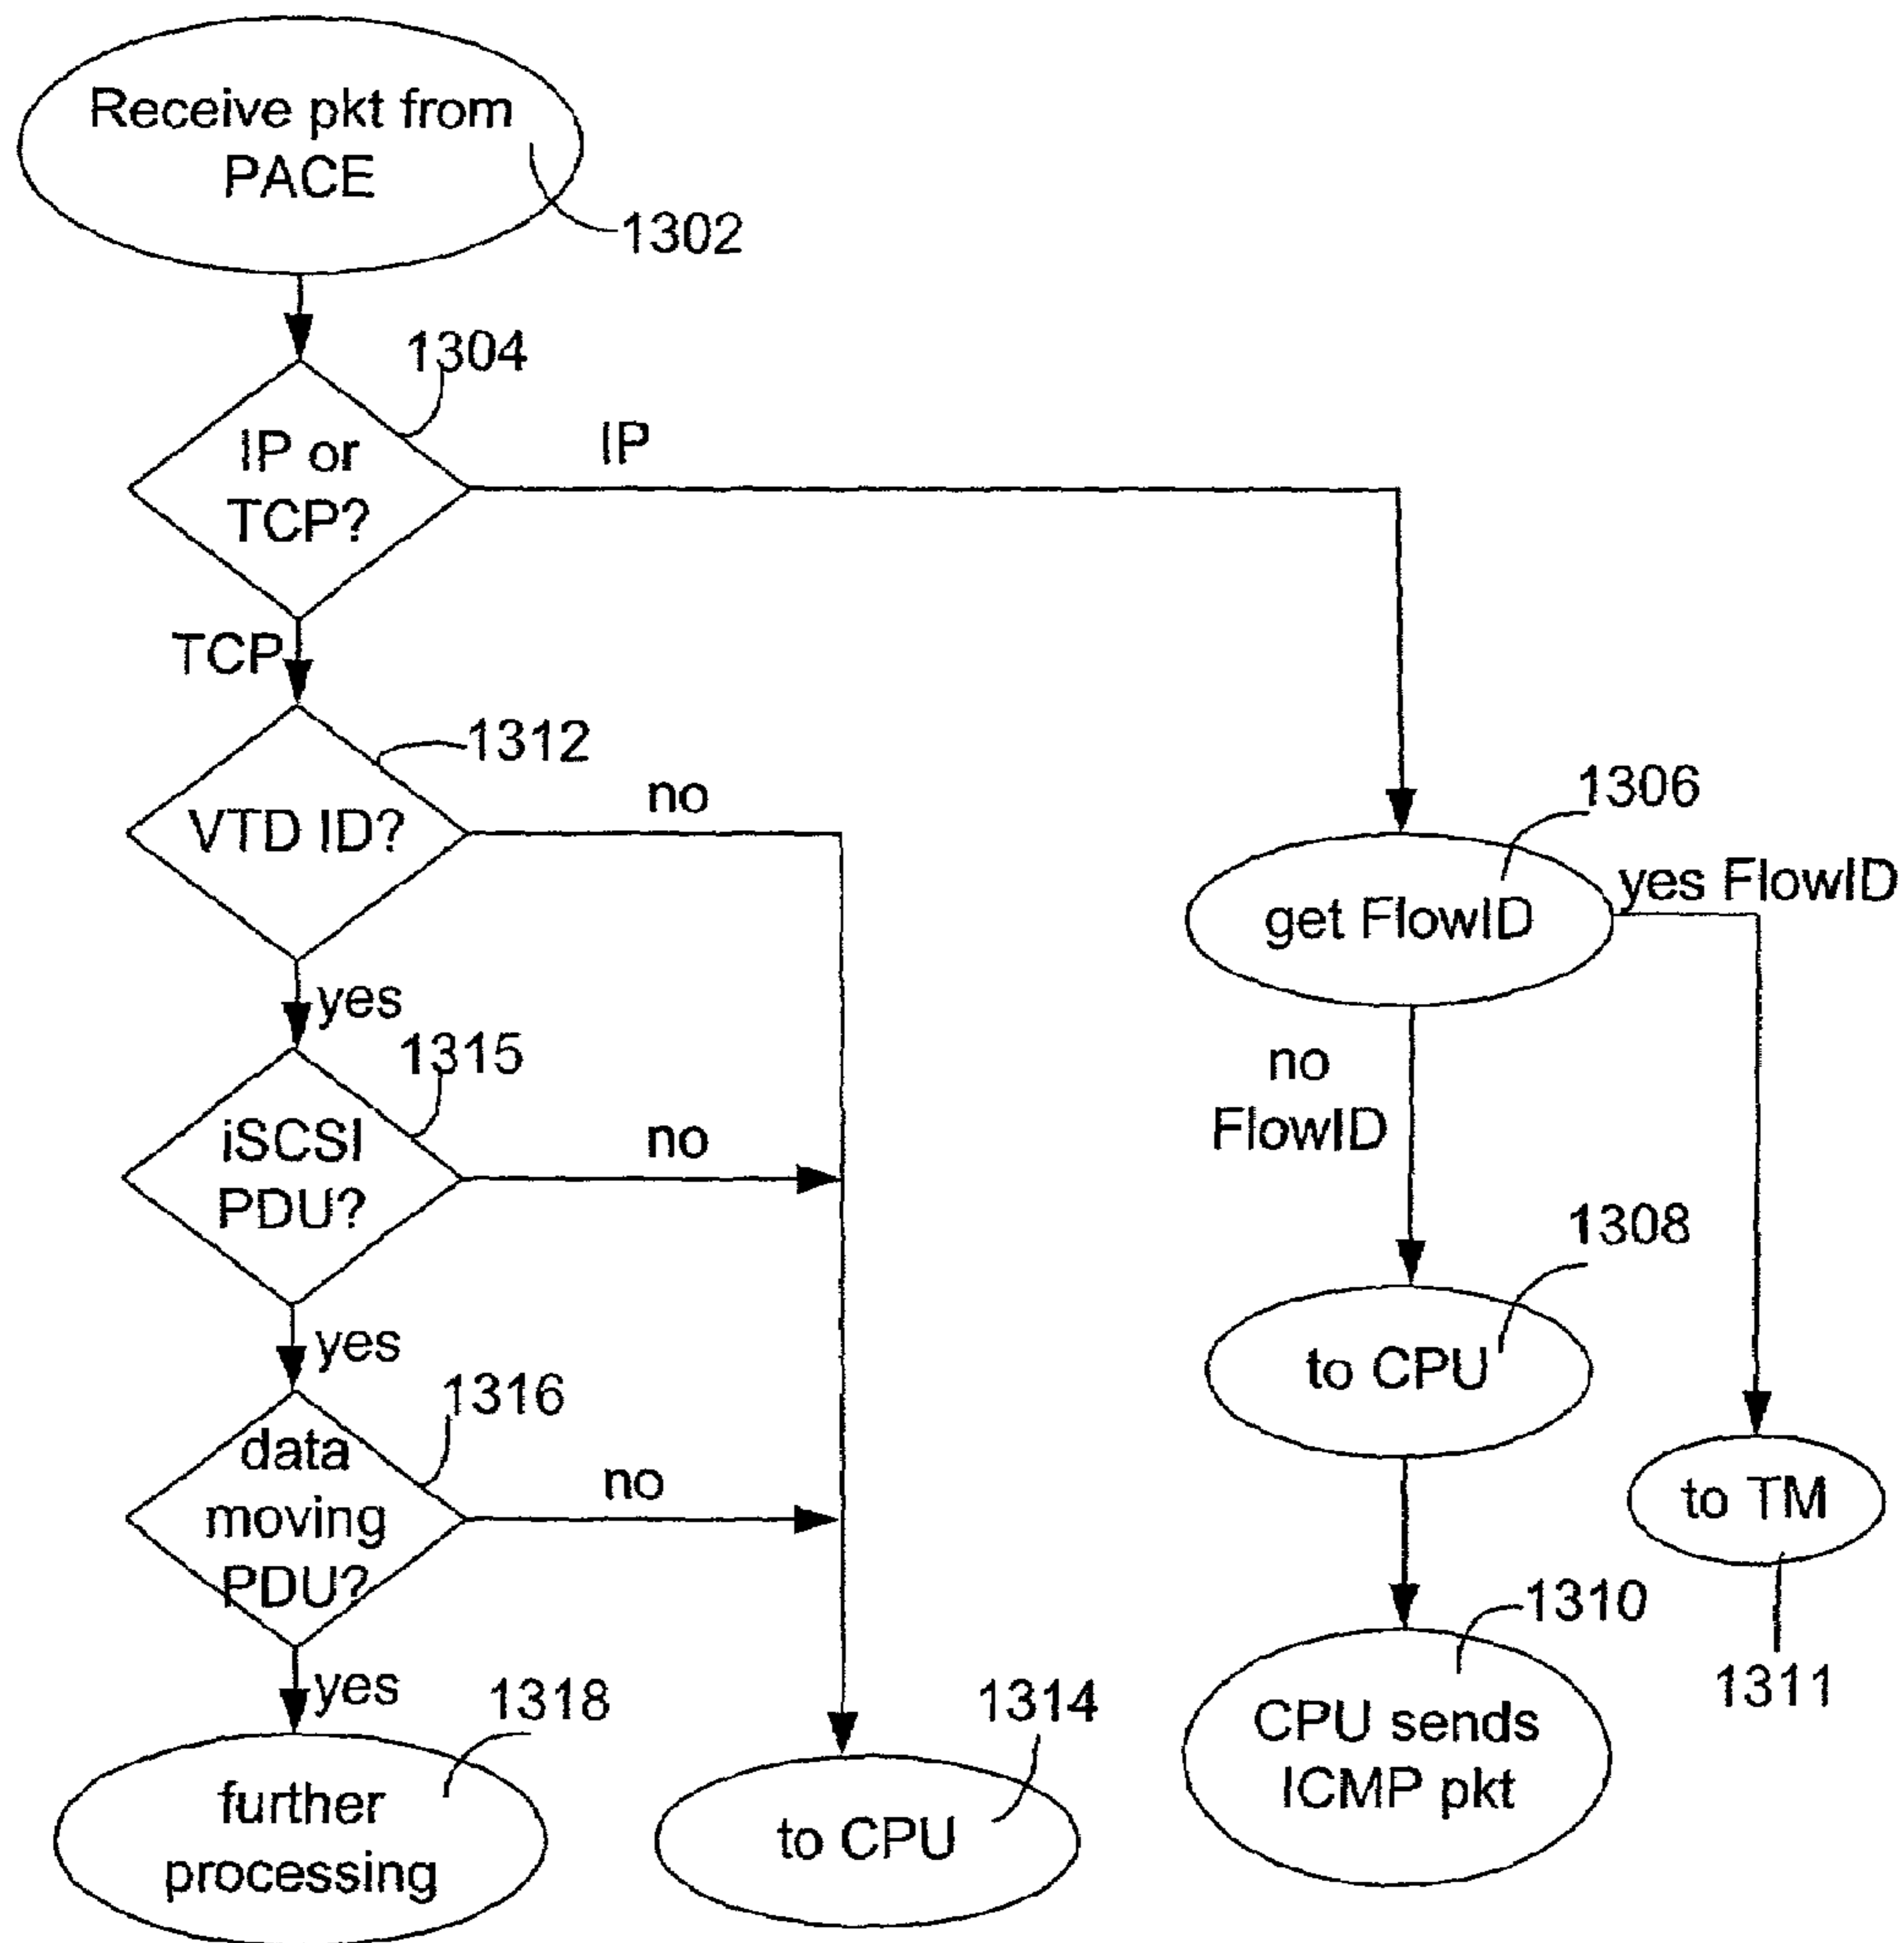 Receive pkt from
PACE
1302
1304
IP or
TCP?
IP
TCP
1312
VTD ID?
no
yes
1306
get FlowID
yes FlowID
1315
iSCSI
PDU?
no
yes
no
FlowID
1308
to CPU
1316
data
moving
PDU?
no
yes
to TM
1311
1310
CPU sends
ICMP pkt
1318
further
processing
1314
to CPU